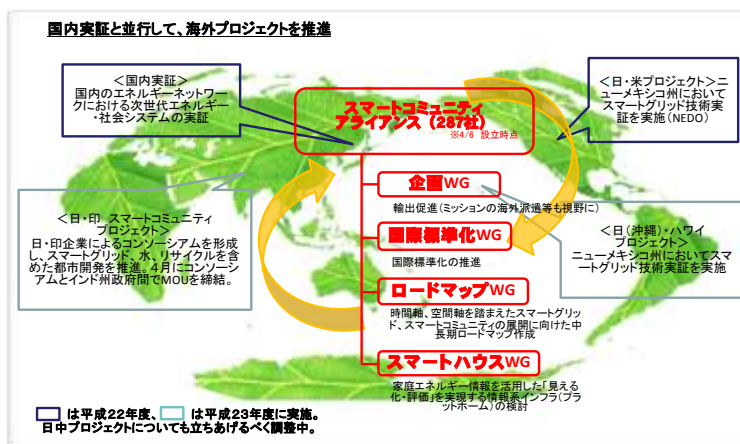 国内実証と並行して、海外プロジェクトを推進
＜国内実証＞
国内のエネルギーネットワー
クにおける次世代エネルギー
・社会システムの実証
スマートコミュニティ
アライアンス（287社）
※4/6 設立時点
＜日・米プロジェクト＞ニ
ューメキシコ州において
スマートグリッド技術実
証を実施（NEDO）
企画WG
輸出促進（ミッションの海外派遣等も視野に）
＜日・印 スマートコミュニティ
プロジェクト＞
日・印企業によるコンソーシアムを形成
し、スマートグリッド、水、リサイクルを含
めた都市開発を推進。４月にコンソーシ
アムとインド州政府間でMOUを締結。
国際標準化WG
国際標準化の推進
＜日（沖縄）・ハワイ
プロジェクト＞
ニューメキシコ州においてスマ
ートグリッド技術実証を実施
ロードマップWG
時間軸、空間軸を踏まえたスマートグリッ
ド、スマートコミュニティの展開に向けた中
長期ロードマップ作成
スマートハウスWG
家庭エネルギー情報を活用した「見える
化・評価」を実現する情報系インフラ（プラ
ットホーム）の検討
は平成22年度、 は平成23年度に実施。
日中プロジェクトについても立ちあげるべく調整中。